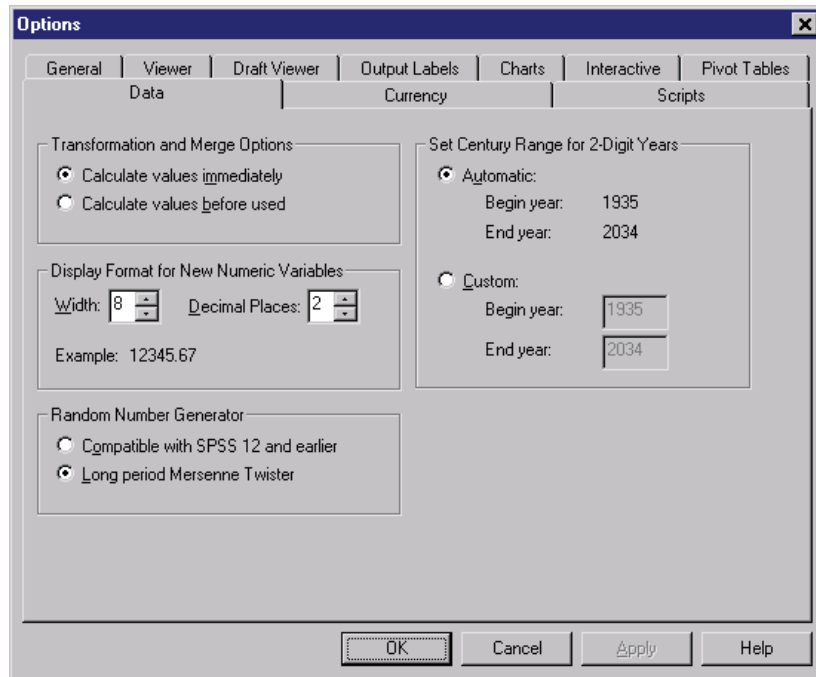 Options
General Viewer Draft Viewer Output Labels Charts Interactive Pivot Tables
Data Currency Scripts
Transformation and Merge Options
Calculate values immediately
Calculate values before used
Display Format for New Numeric Variables
Width: 8 Decimal Places: 2
Example: 12345.67
Random Number Generator
Compatible with SPSS 12 and earlier
Long period Mersenne Twister
Set Century Range for 2-Digit Years
Automatic:
Begin year: 1935
End year: 2034
Custom:
Begin year: 1935
End year: 2034
OK Cancel Apply Help